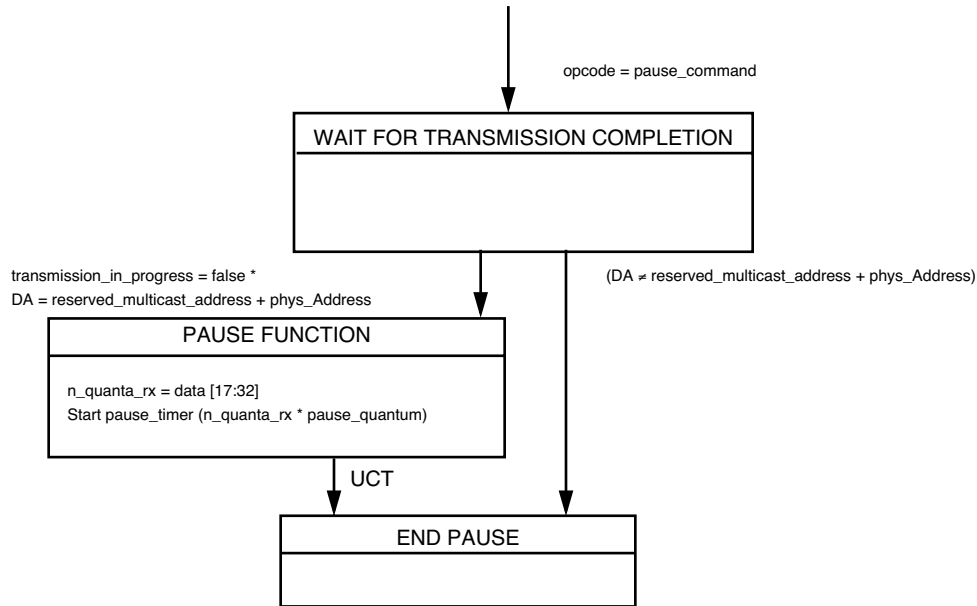 opcode = pause_command
WAIT FOR TRANSMISSION COMPLETION
transmission_in_progress = false *
DA = reserved_multicast_address + phys_Address
(DA ≠ reserved_multicast_address + phys_Address)
PAUSE FUNCTION
n_quanta_rx = data [17:32]
Start pause_timer (n_quanta_rx * pause_quantum)
UCT
END PAUSE